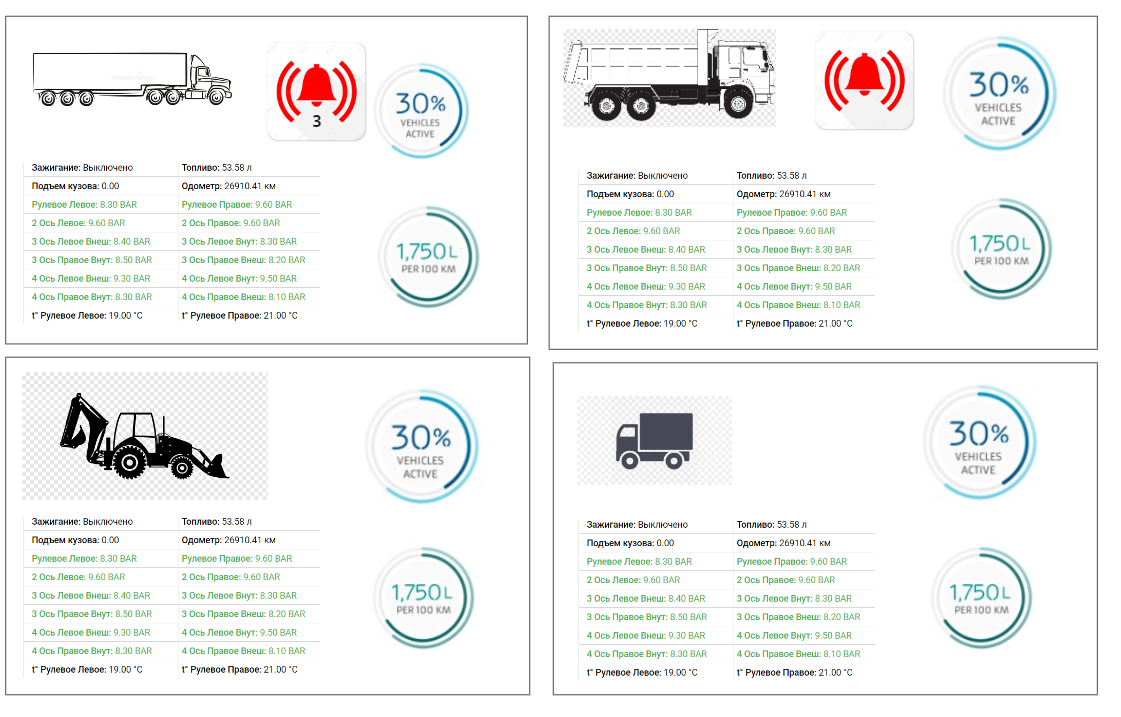 3
30%
VEHICLES
ACTIVE
Зажигание: Выключено Топливо: 53.58 л
Подъем кузова: 0.00 Одометр: 26910.41 км
Рулевое Левое: 8.30 BAR Рулевое Правое: 9.60 BAR
2 Ось Левое: 9.60 BAR 2 Ось Правое: 9.60 BAR
3 Ось Левое Внеш: 8.40 BAR 3 Ось Левое Внут: 8.30 BAR
3 Ось Правое Внут: 8.50 BAR 3 Ось Правое Внеш: 8.20 BAR
4 Ось Левое Внеш: 9.30 BAR 4 Ось Левое Внут: 9.50 BAR
4 Ось Правое Внут: 8.30 BAR 4 Ось Правое Внеш: 8.10 BAR
t° Рулевое Левое: 19.00 °C t° Рулевое Правое: 21.00 °C
1,750 L
PER 100 KM
30%
VEHICLES
ACTIVE
Зажигание: Выключено Топливо: 53.58 л
Подъем кузова: 0.00 Одометр: 26910.41 км
Рулевое Левое: 8.30 BAR Рулевое Правое: 9.60 BAR
2 Ось Левое: 9.60 BAR 2 Ось Правое: 9.60 BAR
3 Ось Левое Внеш: 8.40 BAR 3 Ось Левое Внут: 8.30 BAR
3 Ось Правое Внут: 8.50 BAR 3 Ось Правое Внеш: 8.20 BAR
4 Ось Левое Внеш: 9.30 BAR 4 Ось Левое Внут: 9.50 BAR
4 Ось Правое Внут: 8.30 BAR 4 Ось Правое Внеш: 8.10 BAR
t° Рулевое Левое: 19.00 °C t° Рулевое Правое: 21.00 °C
1,750 L
PER 100 KM
30%
VEHICLES
ACTIVE
Зажигание: Выключено Топливо: 53.58 л
Подъем кузова: 0.00 Одометр: 26910.41 км
Рулевое Левое: 8.30 BAR Рулевое Правое: 9.60 BAR
2 Ось Левое: 9.60 BAR 2 Ось Правое: 9.60 BAR
3 Ось Левое Внеш: 8.40 BAR 3 Ось Левое Внут: 8.30 BAR
3 Ось Правое Внут: 8.50 BAR 3 Ось Правое Внеш: 8.20 BAR
4 Ось Левое Внеш: 9.30 BAR 4 Ось Левое Внут: 9.50 BAR
4 Ось Правое Внут: 8.30 BAR 4 Ось Правое Внеш: 8.10 BAR
t° Рулевое Левое: 19.00 °C t° Рулевое Правое: 21.00 °C
1,750 L
PER 100 KM
30%
VEHICLES
ACTIVE
Зажигание: Выключено Топливо: 53.58 л
Подъем кузова: 0.00 Одометр: 26910.41 км
Рулевое Левое: 8.30 BAR Рулевое Правое: 9.60 BAR
2 Ось Левое: 9.60 BAR 2 Ось Правое: 9.60 BAR
3 Ось Левое Внеш: 8.40 BAR 3 Ось Левое Внут: 8.30 BAR
3 Ось Правое Внут: 8.50 BAR 3 Ось Правое Внеш: 8.20 BAR
4 Ось Левое Внеш: 9.30 BAR 4 Ось Левое Внут: 9.50 BAR
4 Ось Правое Внут: 8.30 BAR 4 Ось Правое Внеш: 8.10 BAR
t° Рулевое Левое: 19.00 °C t° Рулевое Правое: 21.00 °C
1,750 L
PER 100 KM